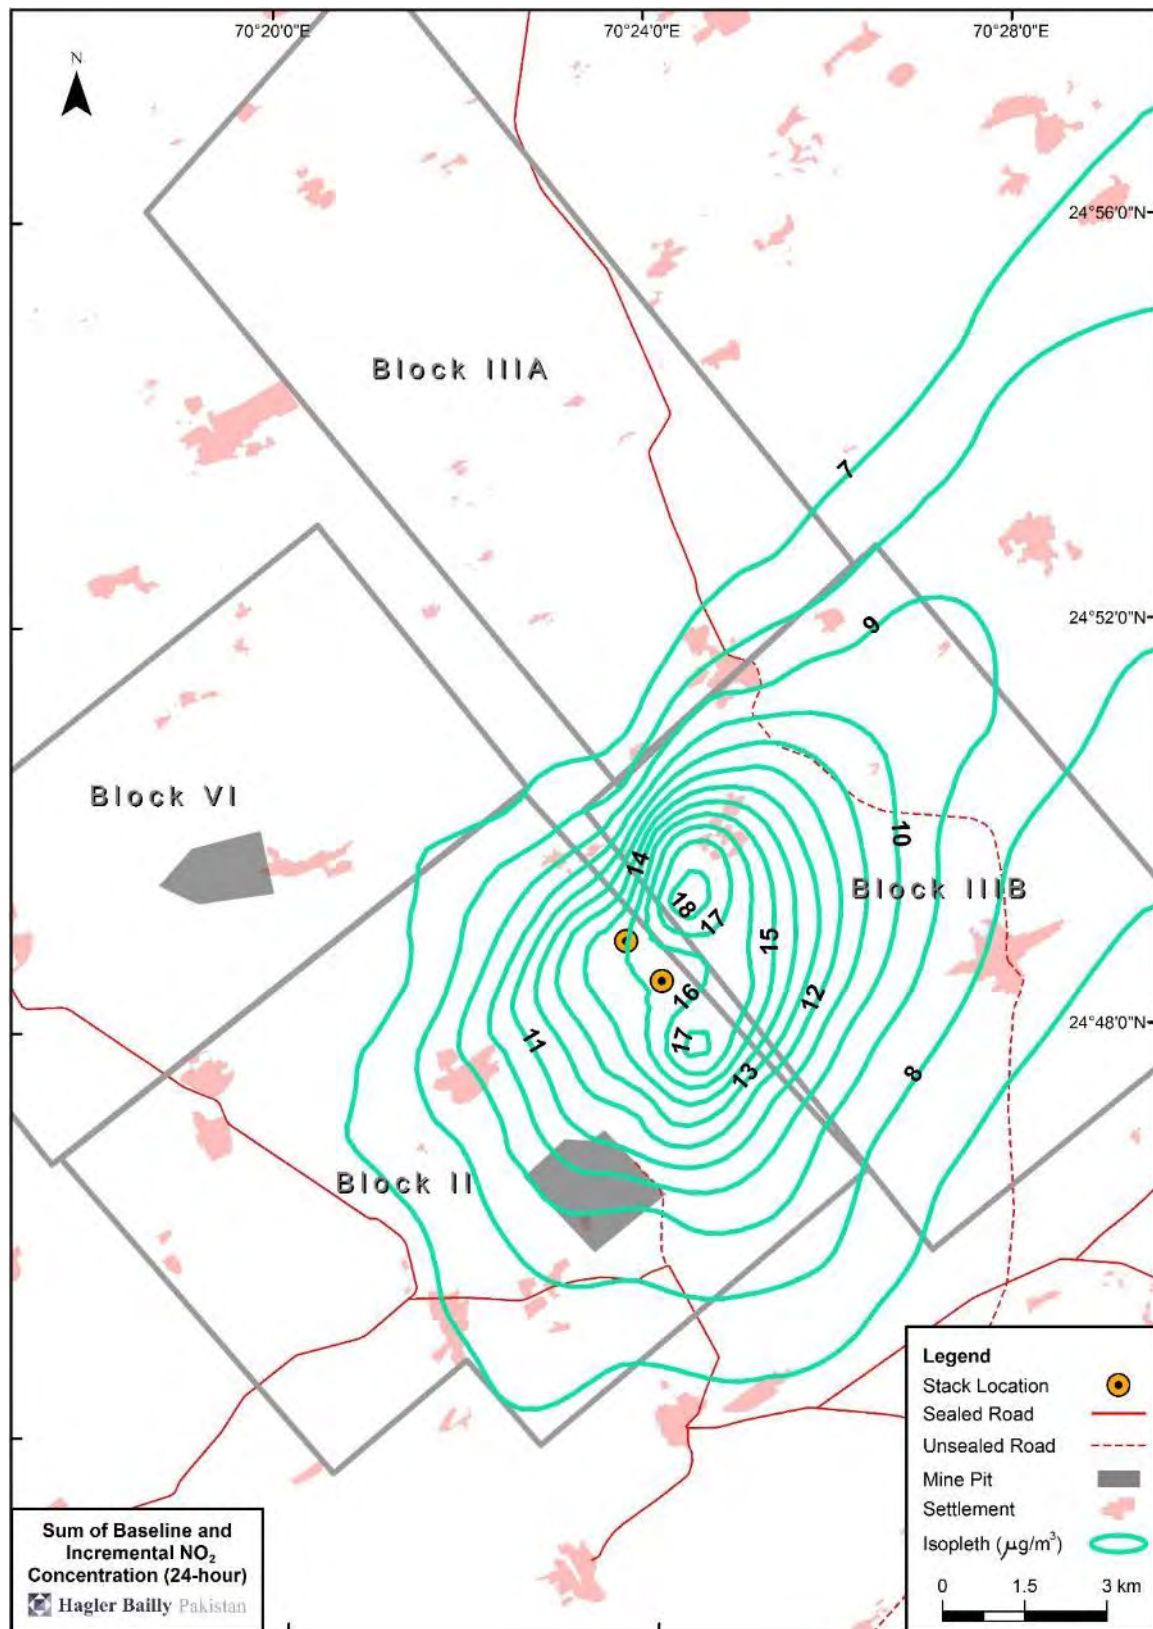 70°20'0"E
70°24'0"E
70°28'0"E
N
24°56'0"N
Block IIIA
7
24°52'0"N
9
Block VI
10
14
Block IIIB
18
17
15
16
12
24°48'0"N
11
17
13
8
Block II
Legend
Stack Location
Sealed Road
Unsealed Road
Mine Pit
Settlement
Isopleth (µg/m³)
0 1.5 3 km
Sum of Baseline and
Incremental NO₂
Concentration (24-hour)
Hagler Bailly Pakistan